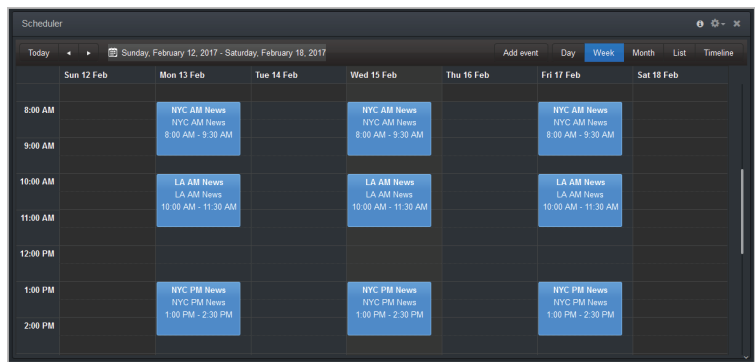 Scheduler
Today Sunday, February 12, 2017 - Saturday, February 18, 2017 Add event Day Week Month List Timeline
Sun 12 Feb Mon 13 Feb Tue 14 Feb Wed 15 Feb Thu 16 Feb Fri 17 Feb Sat 18 Feb
8:00 AM NYC AM News NYC AM News NYC AM News
NYC AM News NYC AM News NYC AM News
8:00 AM - 9:30 AM 8:00 AM - 9:30 AM 8:00 AM - 9:30 AM
9:00 AM
10:00 AM LA AM News LA AM News LA AM News
LA AM News LA AM News LA AM News
10:00 AM - 11:30 AM 10:00 AM - 11:30 AM 10:00 AM - 11:30 AM
11:00 AM
12:00 PM
1:00 PM NYC PM News NYC PM News NYC PM News
NYC PM News NYC PM News NYC PM News
1:00 PM - 2:30 PM 1:00 PM - 2:30 PM 1:00 PM - 2:30 PM
2:00 PM